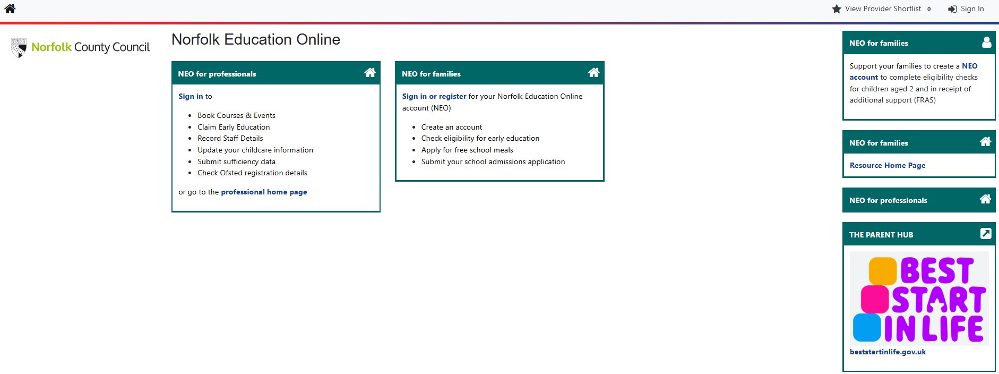 View Provider Shortlist 0 Sign In
Norfolk County Council
Norfolk Education Online
NEO for professionals
Sign in to
Book Courses & Events
Claim Early Education
Record Staff Details
Update your childcare information
Submit sufficiency data
Check Ofsted registration details
or go to the professional home page
NEO for families
Sign in or register for your Norfolk Education Online
account (NEO)
Create an account
Check eligibility for early education
Apply for free school meals
Submit your school admissions application
NEO for families
Support your families to create a NEO
account to complete eligibility checks
for children aged 2 and in receipt of
additional support (FRAS)
NEO for families
Resource Home Page
NEO for professionals
THE PARENT HUB
BEST
START
IN LIFE
beststartinlife.gov.uk